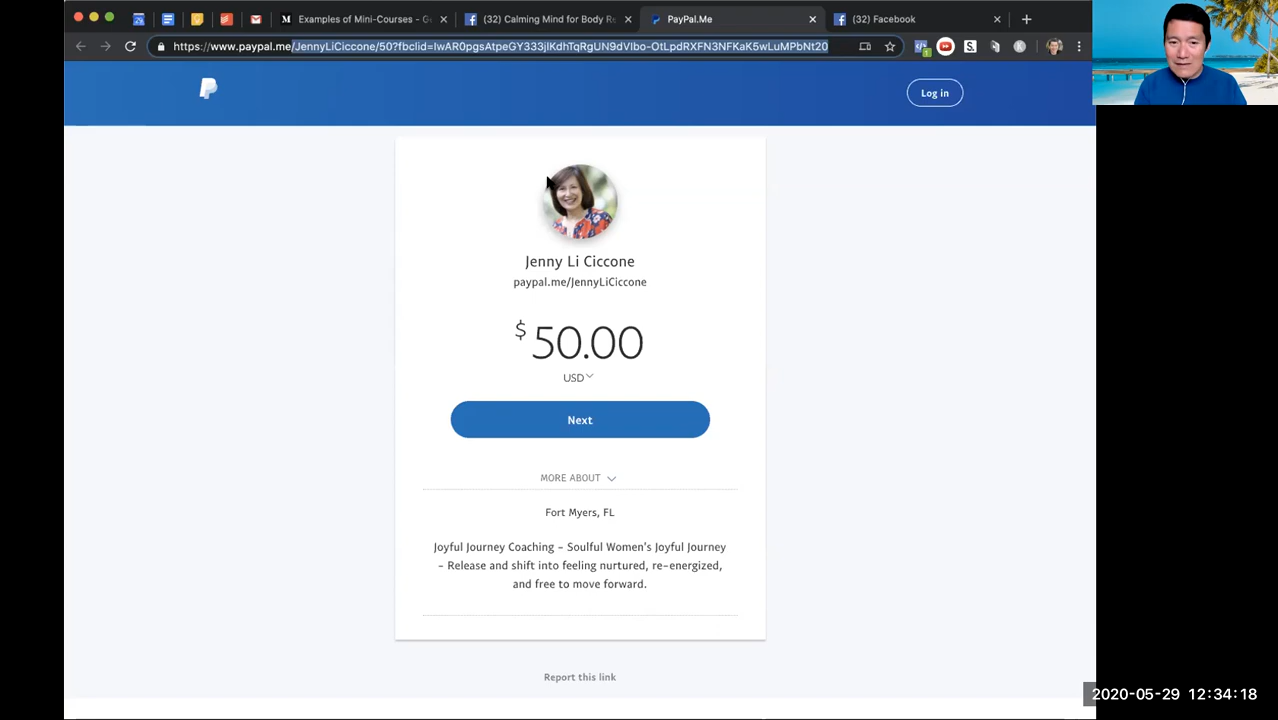 Examples of Mini-Courses - G
(32) Calming Mind for Body R
PayPal.Me
(32) Facebook
https://www.paypal.me/JennyLiCiccone/50?fbclid=
Log in
Jenny Li Ciccone
paypal.me/JennyLiCiccone
$ 50.00
USD
Next
MORE ABOUT
Fort Myers, FL
Joyful Journey Coaching - Soulful Women's Joyful Journey
- Release and shift into feeling nurtured, re-energized,
and free to move forward.
Report this link
2020-05-29 12:34:18